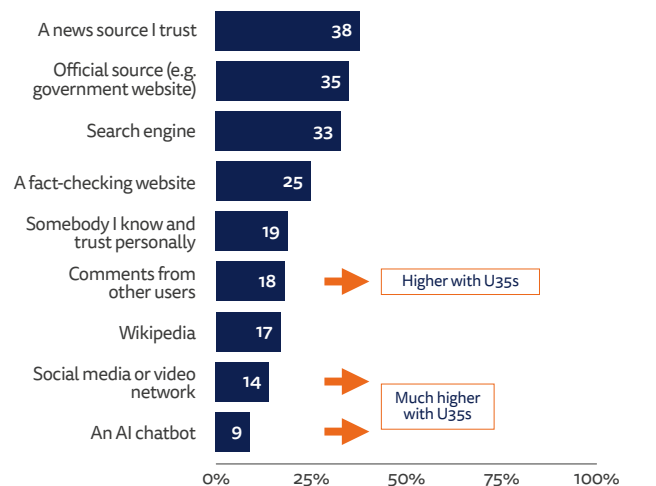 A news source I trust
38
Official source (e.g.
government website)
35
Search engine
33
A fact-checking website
25
Somebody I know and
trust personally
19
Comments from
other users
18
Higher with U35s
Wikipedia
17
Social media or video
network
14
Much higher
with U35s
An AI chatbot
9
0%
25%
50%
75%
100%